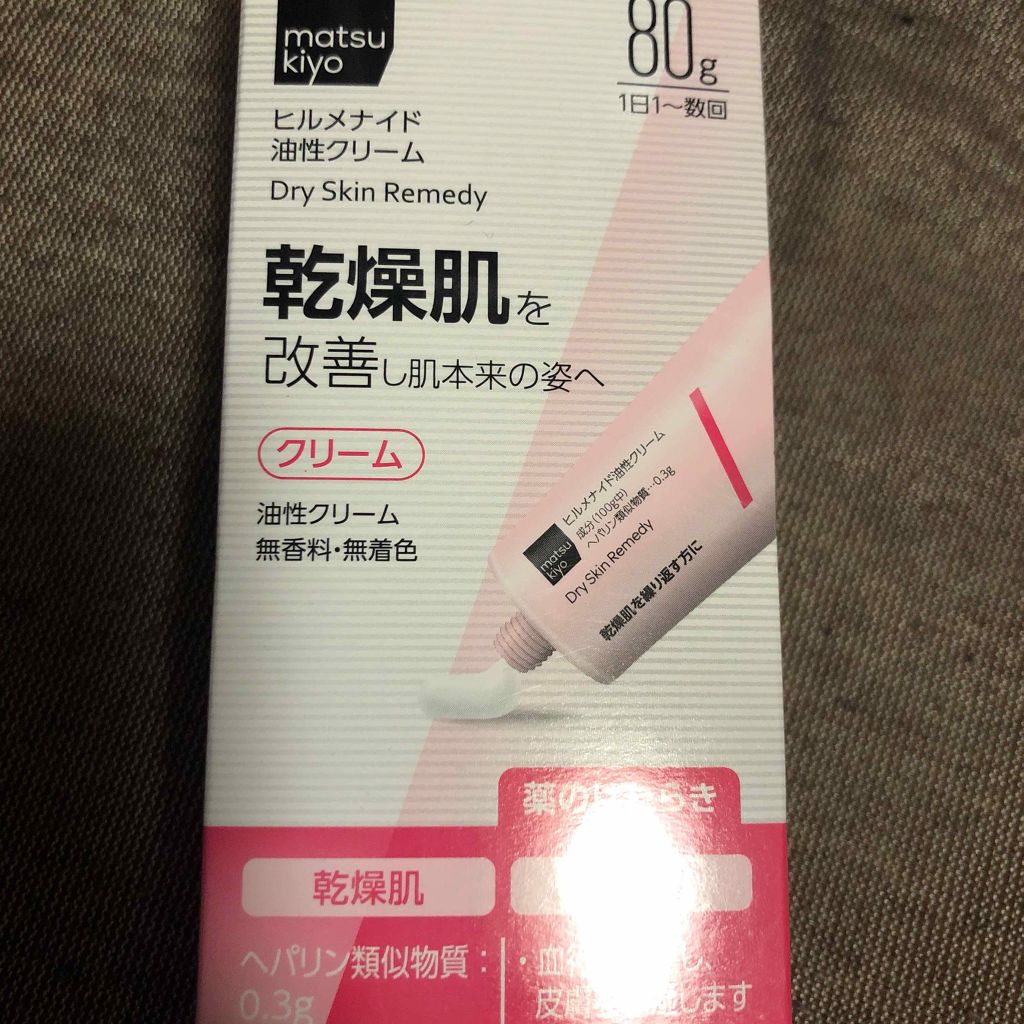 matsu
kiyo
80g
1日1〜数回
ヒルメナイド
油性クリーム
Dry Skin Remedy
乾燥肌を
改善し肌本来の姿へ
クリーム
油性クリーム
無香料・無着色
matsu
kiyo
ヒルメナイド油性クリーム
成分(100g中)
ヘパリン類似物質…0.3g
Dry Skin Remedy
乾燥肌を繰り返す方に
薬の らき
乾燥肌
ヘパリン類似物質：
0.3g
・血 し、
皮膚 します